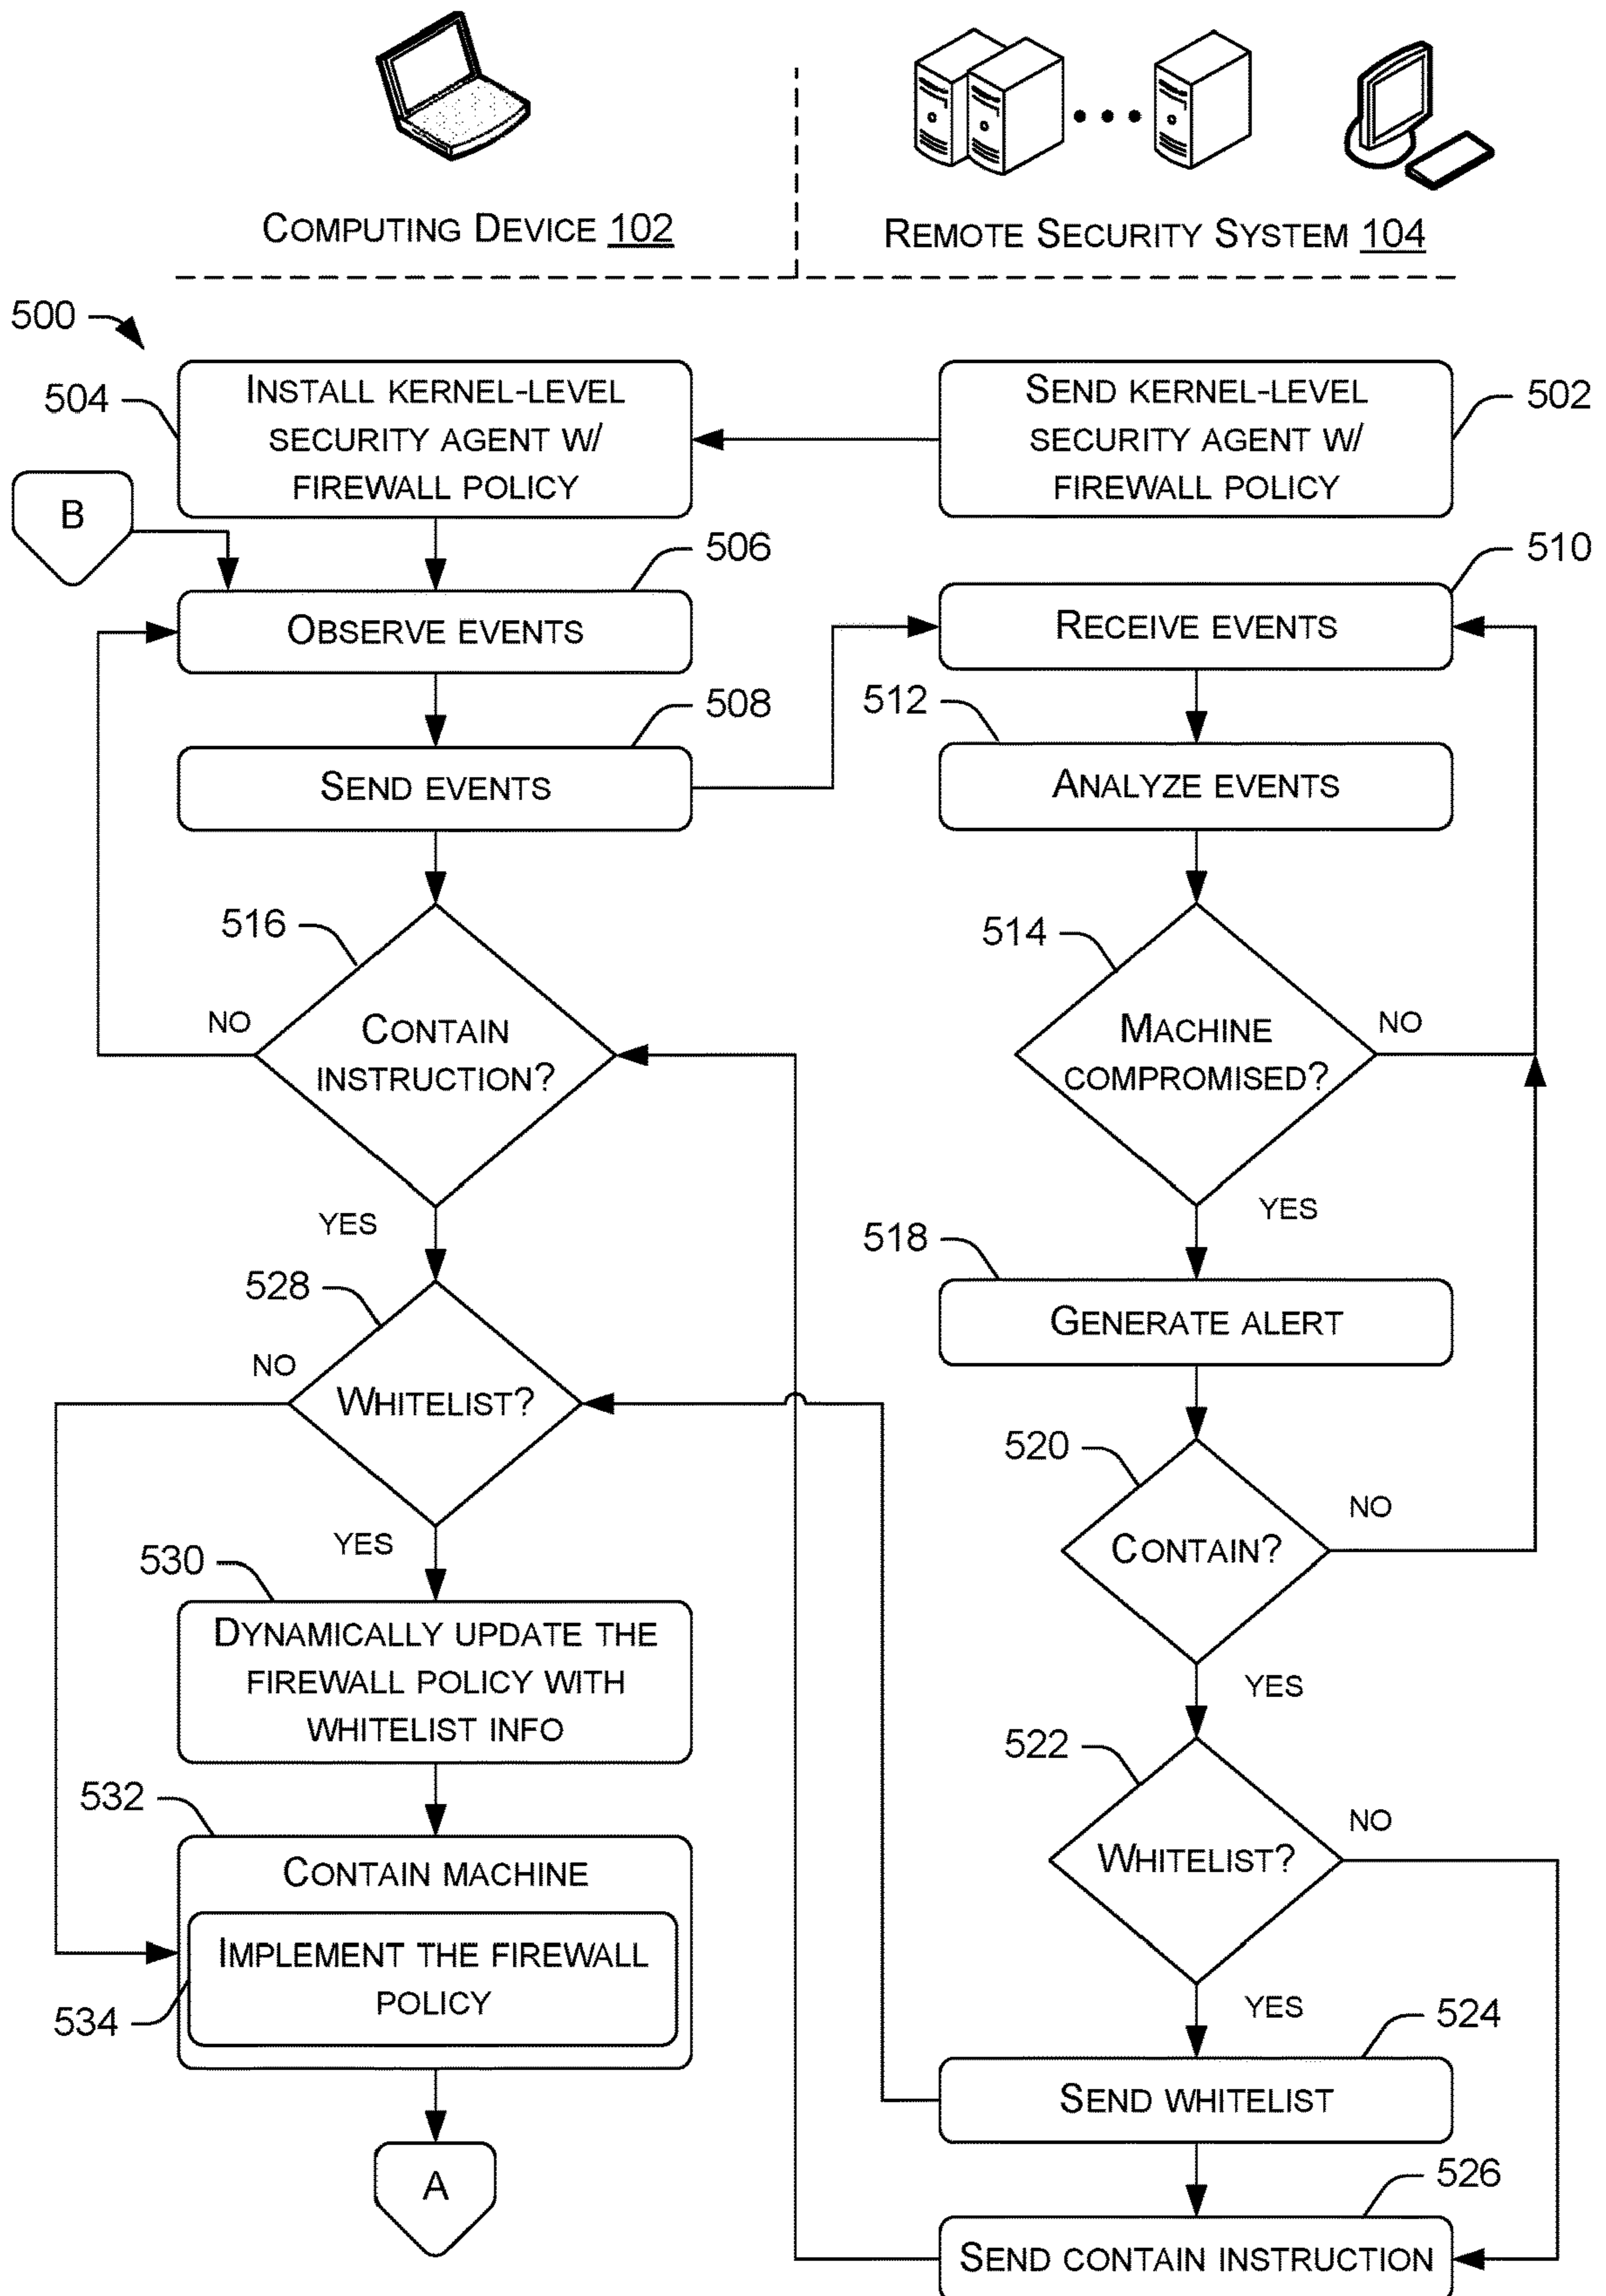 COMPUTING DEVICE 102
REMOTE SECURITY SYSTEM 104
500
504
INSTALL KERNEL-LEVEL
SECURITY AGENT W/
FIREWALL POLICY
SEND KERNEL-LEVEL
SECURITY AGENT W/
FIREWALL POLICY
502
B
506
OBSERVE EVENTS
510
RECEIVE EVENTS
508
SEND EVENTS
512
ANALYZE EVENTS
516
CONTAIN
INSTRUCTION?
NO
YES
514
MACHINE
COMPROMISED?
NO
YES
518
GENERATE ALERT
528
WHITELIST?
NO
YES
520
CONTAIN?
NO
YES
530
DYNAMICALLY UPDATE THE
FIREWALL POLICY WITH
WHITELIST INFO
522
WHITELIST?
NO
YES
532
CONTAIN MACHINE
IMPLEMENT THE FIREWALL
POLICY
534
524
SEND WHITELIST
A
526
SEND CONTAIN INSTRUCTION